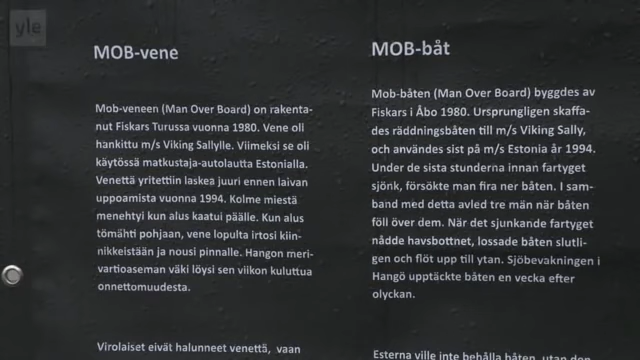 yle
MOB-vene
Mob-veneen (Man Over Board) on rakenta-
nut Fiskars Turussa vuonna 1980. Vene oli
hankittu m/s Viking Sallylle. Viimeksi se oli
käytössä matkustaja-autolautta Estonialla.
Venettä yritettiin laskea juuri ennen laivan
uppoamista vuonna 1994. Kolme miestä
menehtyi kun alus kaatui päälle. Kun alus
tömähti pohjaan, vene lopulta irtosi kiin-
nikkeistään ja nousi pinnalle. Hangon meri-
vartioaseman väki löysi sen viikon kuluttua
onnettomuudesta.
Virolaiset eivät halunneet venettä, vaan
MOB-båt
Mob-båten (Man Over Board) byggdes av
Fiskars i Åbo 1980. Ursprungligen skaffa-
des räddningsbåten till m/s Viking Sally,
och användes sist på m/s Estonia år 1994.
Under de sista stunderna innan fartyget
sjönk, försökte man fira ner båten. I sam-
band med detta avled tre män när båten
föll över dem. När det sjunkande fartyget
nådde havsbottnet, lossade båten slutli-
gen och flöt upp till ytan. Sjöbevakningen i
Hangö upptäckte båten en vecka efter
olyckan.
Esterna ville inte behålla båten, utan den